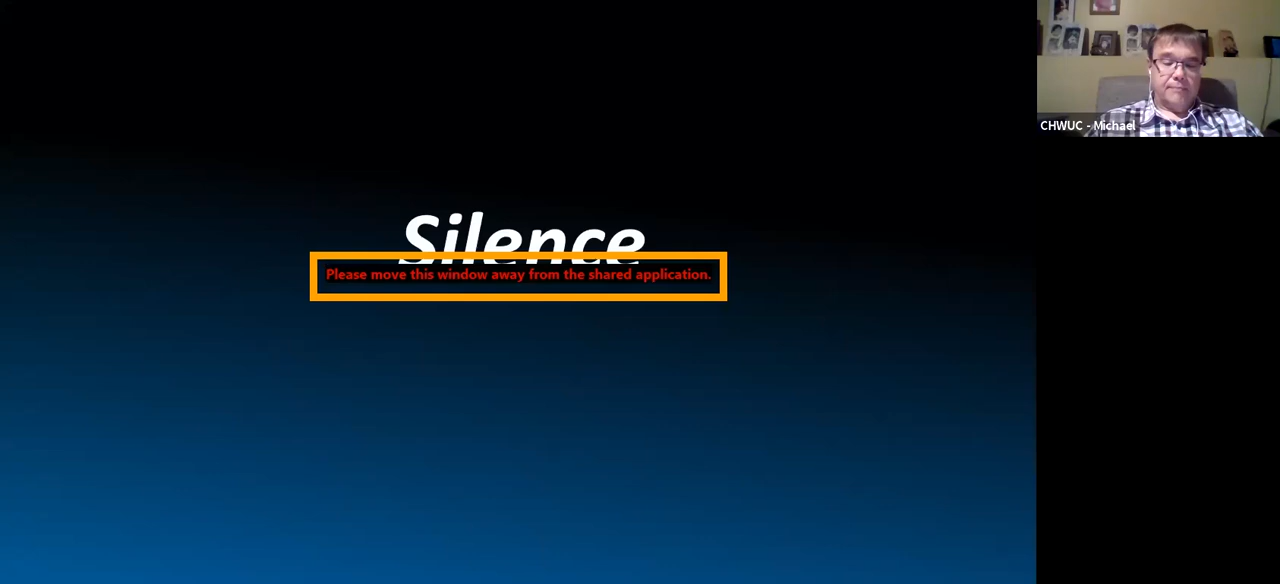 Silence
Please move this window away from the shared application.
CHWUC - Michael